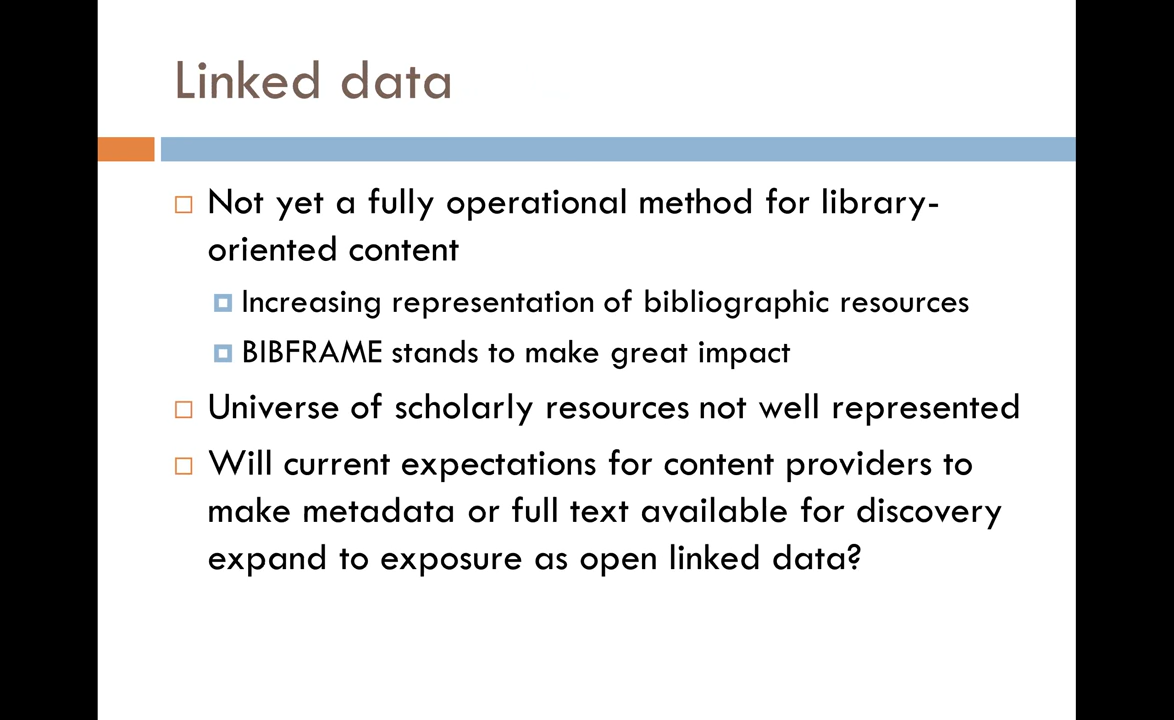 Linked data
Not yet a fully operational method for library-
oriented content
Increasing representation of bibliographic resources
BIBFRAME stands to make great impact
Universe of scholarly resources not well represented
Will current expectations for content providers to
make metadata or full text available for discovery
expand to exposure as open linked data?